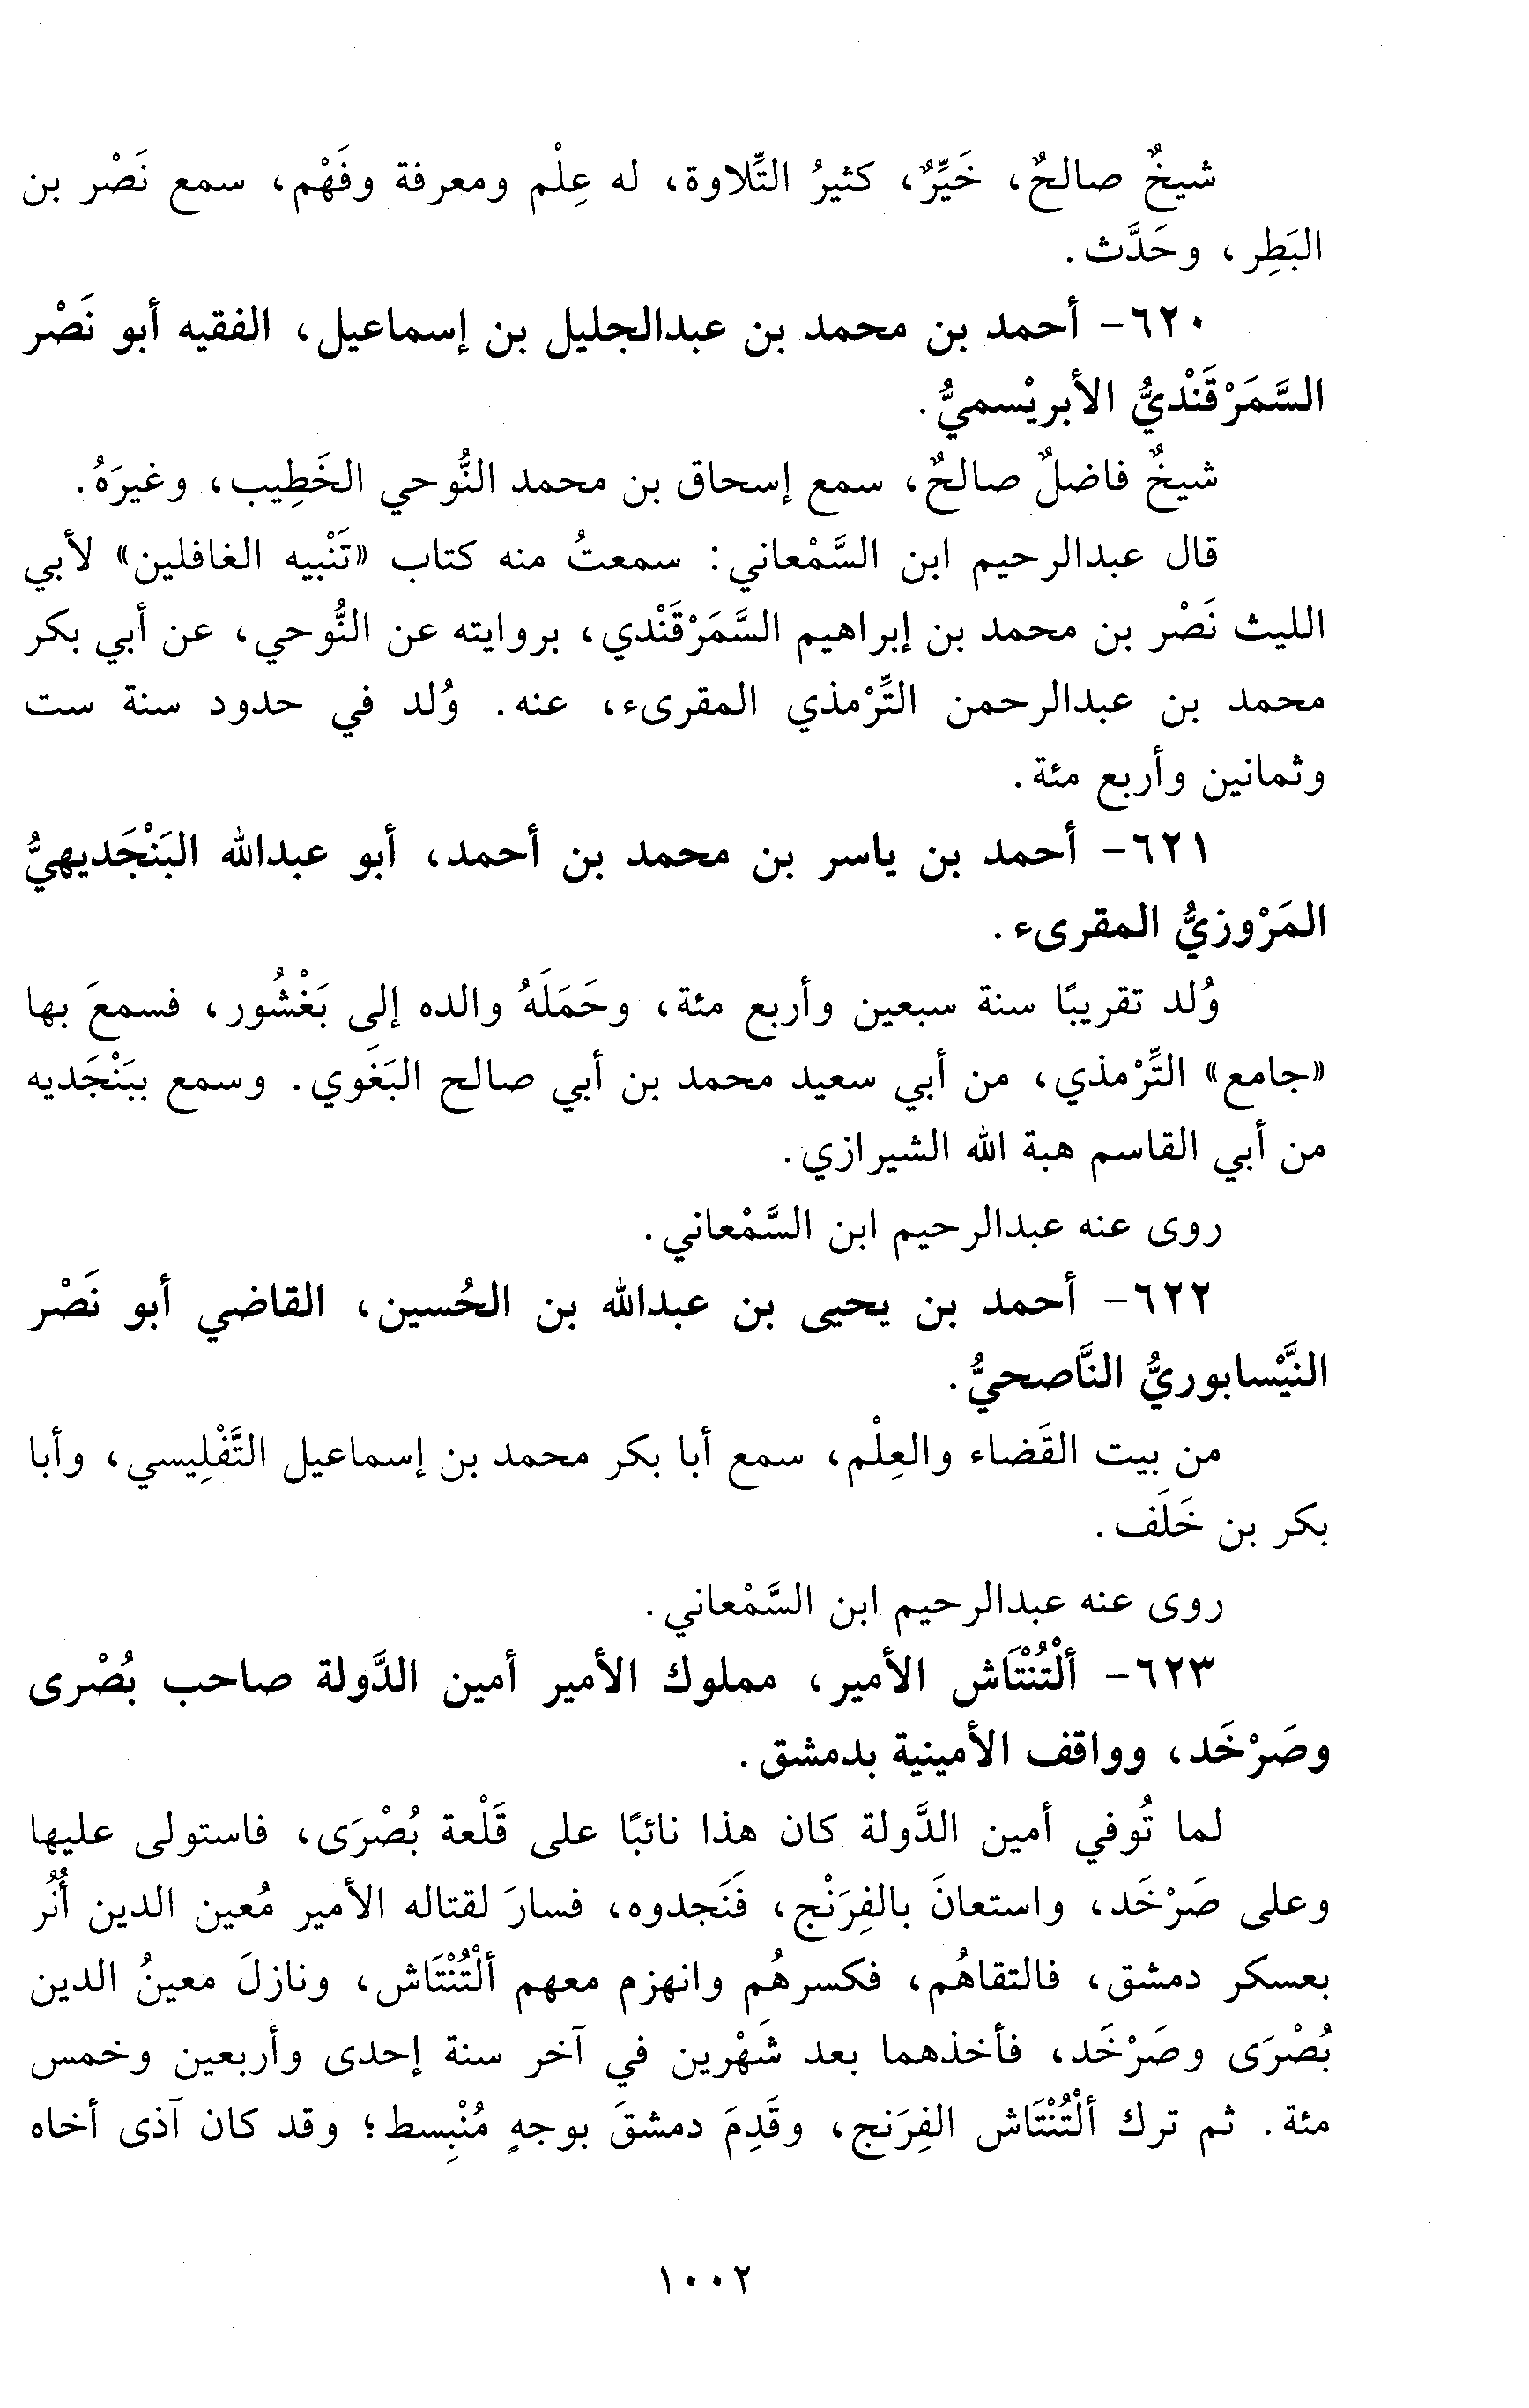 شيخٌ صالحٌ، خَيِّرٌ، كثيرُ التِّلاوة، له عِلْم ومعرفة وفَهْم، سمع نَصْر بن
البَطِر، وحَدَّث.
٦٢٠- أحمد بن محمد بن عبدالجليل بن إسماعيل، الفقيه أبو نَصْر
السَّمَرْقَنْديُّ الأبريْسميُّ.
شيخٌ فاضلٌ صالحٌ، سمع إسحاق بن محمد النُّوحي الخَطِيب، وغيرَهُ.
قال عبدالرحيم ابن السَّمْعاني: سمعتُ منه كتاب «تَنْبيه الغافلين» لأبي
الليث نَصْر بن محمد بن إبراهيم السَّمَرْقَنْدي، بروايته عن النُّوحي، عن أبي بكر
محمد بن عبدالرحمن التِّرْمذي المقرىء، عنه. وُلد في حدود سنة ست
وثمانين وأربع مئة.
٦٢١- أحمد بن ياسر بن محمد بن أحمد، أبو عبدالله البَنْجَديهيُّ
المَرْوزيُّ المقرىء.
وُلد تقريبًا سنة سبعين وأربع مئة، وحَمَلَهُ والده إلى بَغْشُور، فسمعَ بها
«جامع» التِّرْمذي، من أبي سعيد محمد بن أبي صالح البَغَوي. وسمع ببَنْجَديه
من أبي القاسم هبة الله الشيرازي.
روى عنه عبدالرحيم ابن السَّمْعاني.
٦٢٢- أحمد بن يحيى بن عبدالله بن الحُسين، القاضي أبو نَصْر
النَّيْسابوريُّ النَّاصحيُّ.
من بيت القَضاء والعِلْم، سمع أبا بكر محمد بن إسماعيل التَّفْلِيسي، وأبا
بكر بن خَلَف.
روى عنه عبدالرحيم ابن السَّمْعاني.
٦٢٣- ألْتُنْتَاش الأمير، مملوك الأمير أمين الدَّولة صاحب بُصْرى
وصَرْخَد، وواقف الأمينية بدمشق.
لما تُوفي أمين الدَّولة كان هذا نائبًا على قَلْعة بُصْرَى، فاستولى عليها
وعلى صَرْخَد، واستعانَ بالفِرَنْج، فَنَجدوه، فسارَ لقتاله الأمير مُعين الدين أُنُر
بعسكر دمشق، فالتقاهُم، فكسرهُم وانهزم معهم ألْتُنْتَاش، ونازلَ معينُ الدين
بُصْرَى وصَرْخَد، فأخذهما بعد شَهْرين في آخر سنة إحدى وأربعين وخمس
مئة. ثم ترك ألْتُنْتَاش الفِرَنج، وقَدِمَ دمشقَ بوجهٍ مُنْبِسط؛ وقد كان آذى أخاه
١٠٠٢